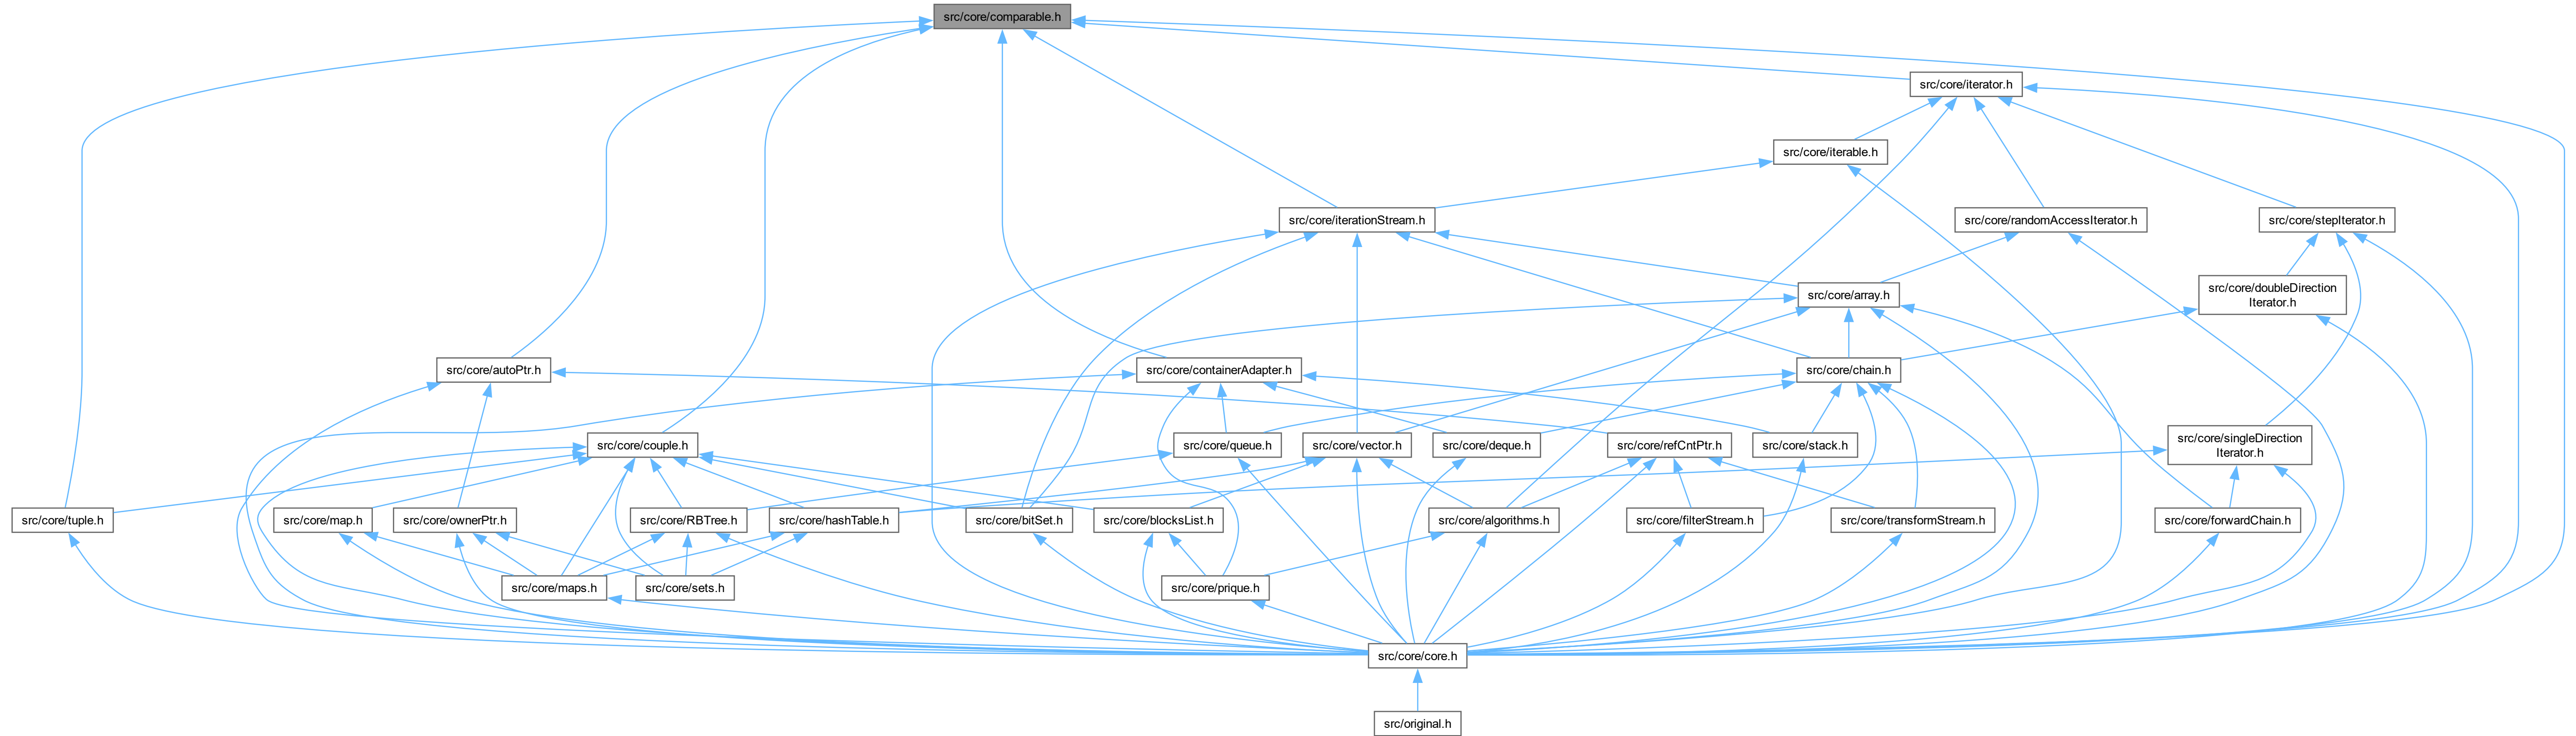 src/core/comparable.h
src/core/iterator.h
src/core/iterable.h
src/core/iterationStream.h
src/core/randomAccessIterator.h
src/core/stepIterator.h
src/core/array.h
src/core/doubleDirection
Iterator.h
src/core/autoPtr.h
src/core/containerAdapter.h
src/core/chain.h
src/core/couple.h
src/core/queue.h
src/core/vector.h
src/core/deque.h
src/core/refCntPtr.h
src/core/stack.h
src/core/singleDirection
Iterator.h
src/core/tuple.h
src/core/map.h
src/core/ownerPtr.h
src/core/RBTree.h
src/core/hashTable.h
src/core/bitSet.h
src/core/blocksList.h
src/core/algorithms.h
src/core/filterStream.h
src/core/transformStream.h
src/core/forwardChain.h
src/core/maps.h
src/core/sets.h
src/core/prique.h
src/core/core.h
src/original.h